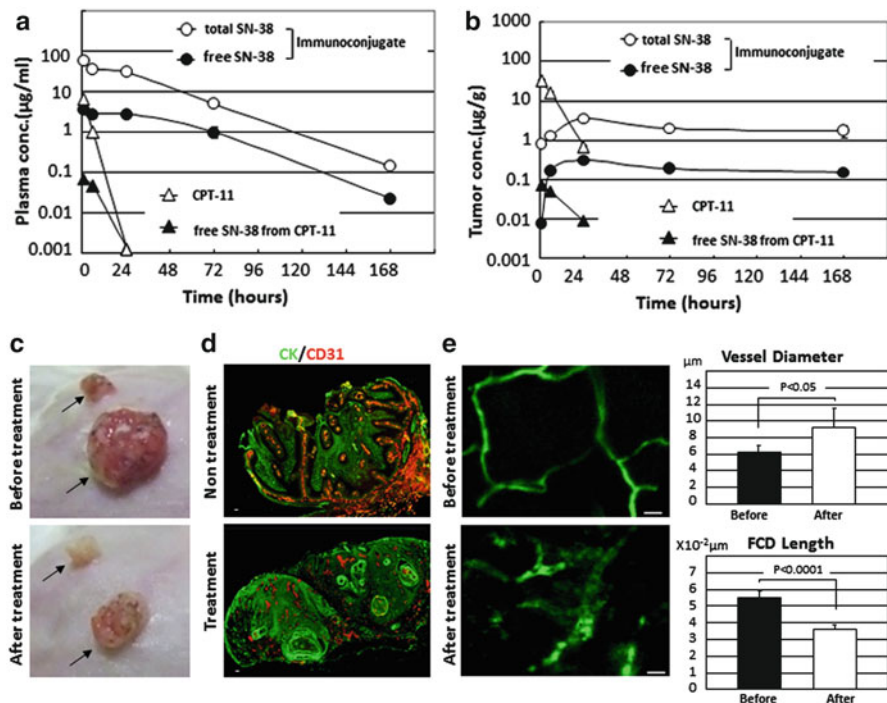 a
Plasma conc.(µg/ml)
100
10
1
0.1
0.01
0.001
total SN-38
free SN-38
Immunoconjugate
CPT-11
free SN-38 from CPT-11
0 24 48 72 96 120 144 168
Time (hours)
b
Tumor conc.(µg/g)
1000
100
10
1
0.1
0.01
0.001
total SN-38
free SN-38
Immunoconjugate
CPT-11
free SN-38 from CPT-11
0 24 48 72 96 120 144 168
Time (hours)
c
Before treatment
After treatment
d
CK/CD31
Non treatment
Treatment
e
Before treatment
After treatment
µm
Vessel Diameter
14
12
10
8
6
4
2
0
P<0.05
Before After
X10⁻²µm
FCD Length
7
6
5
4
3
2
1
0
P<0.0001
Before After